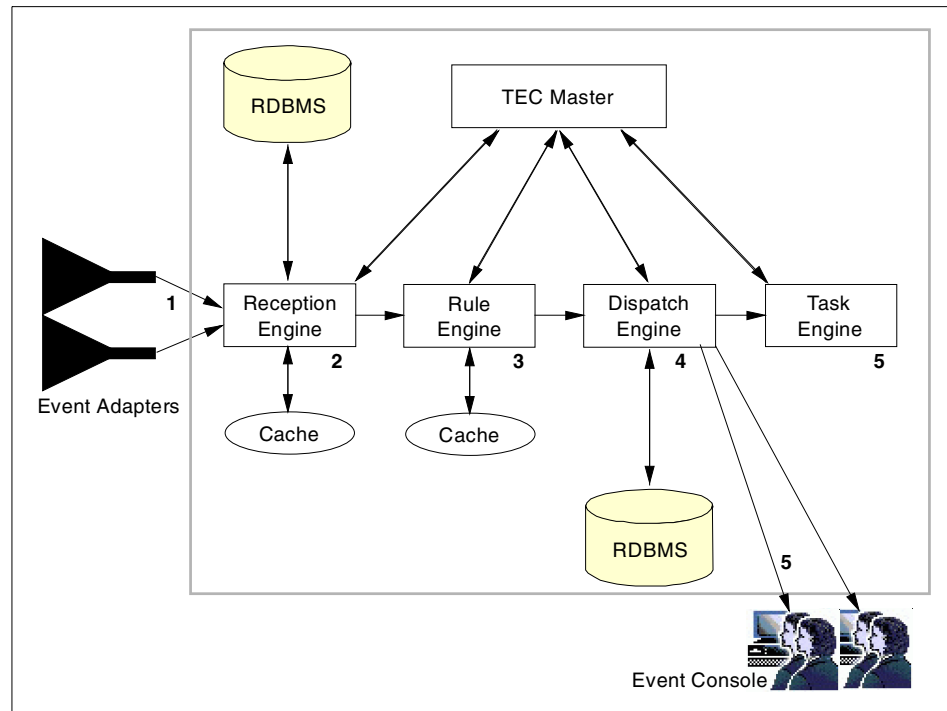 RDBMS
TEC Master
1
Reception
Engine
2
Rule
Engine
3
Dispatch
Engine
4
Task
Engine
5
Event Adapters
Cache
Cache
RDBMS
5
Event Console